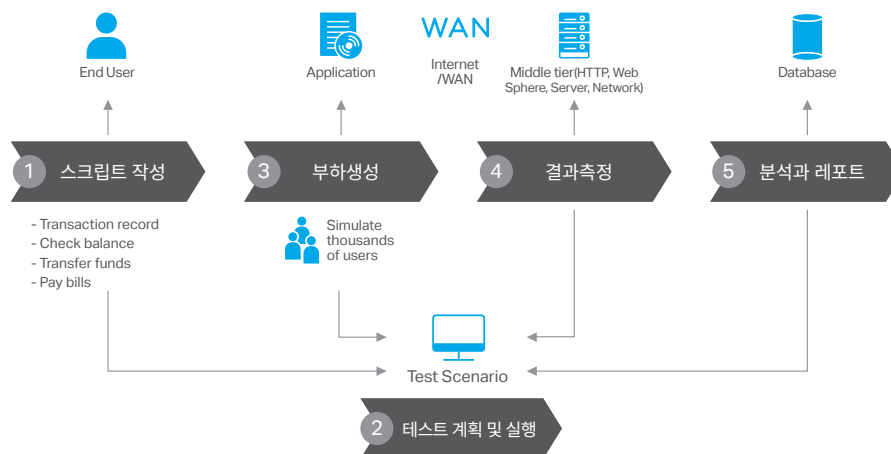 End User
Application
WAN
Internet
/WAN
Middle tier(HTTP, Web
Sphere, Server, Network)
Database
1 스크립트 작성
3 부하생성
4 결과측정
5 분석과 레포트
- Transaction record
- Check balance
- Transfer funds
- Pay bills
Simulate
thousands
of users
Test Scenario
2 테스트 계획 및 실행